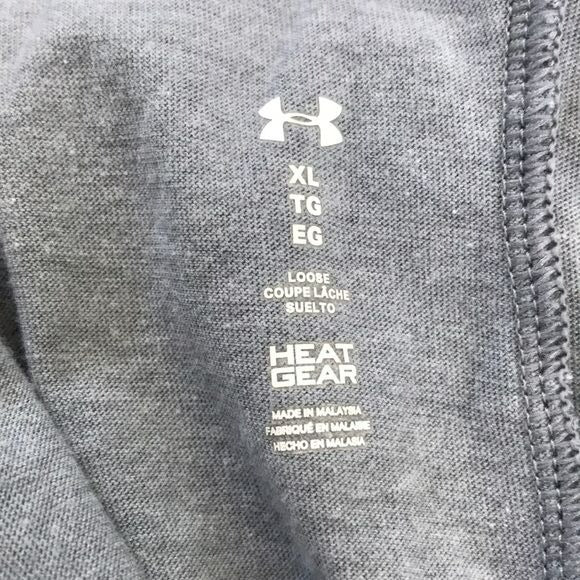 XL
TG
EG
LOOSE
COUPE LÂCHE
SUELTO
HEAT
GEAR
MADE IN MALAYSIA
FABRIQUÉ EN MALAISIE
HECHO EN MALASIA